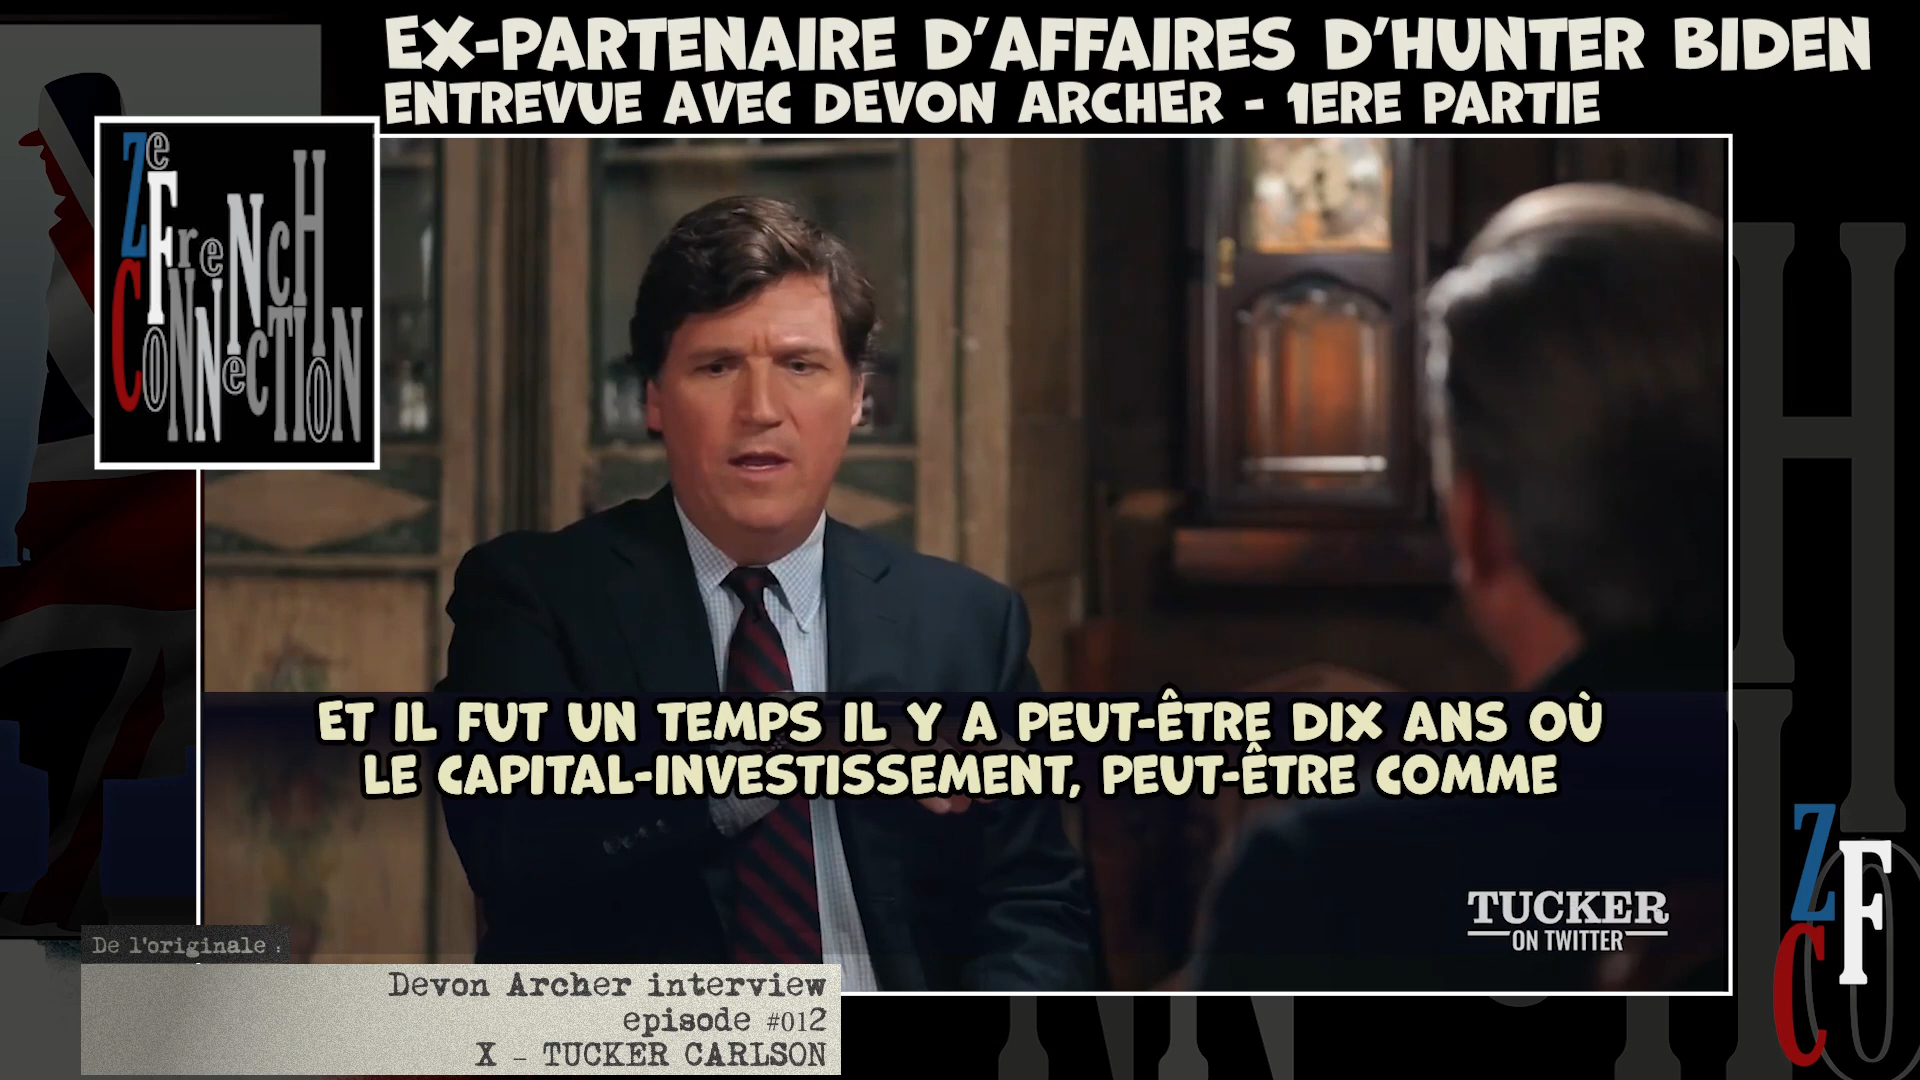 EX-PARTENAIRE D'AFFAIRES D'HUNTER BIDEN
ENTREVUE AVEC DEVON ARCHER - 1ERE PARTIE
Ze
FrencH
ConnecTion
ET IL FUT UN TEMPS IL Y A PEUT-ÊTRE DIX ANS OÙ
LE CAPITAL-INVESTISSEMENT, PEUT-ÊTRE COMME
TUCKER
ON TWITTER
De l'originale :
Devon Archer interview
episode #012
X - TUCKER CARLSON
ZFC